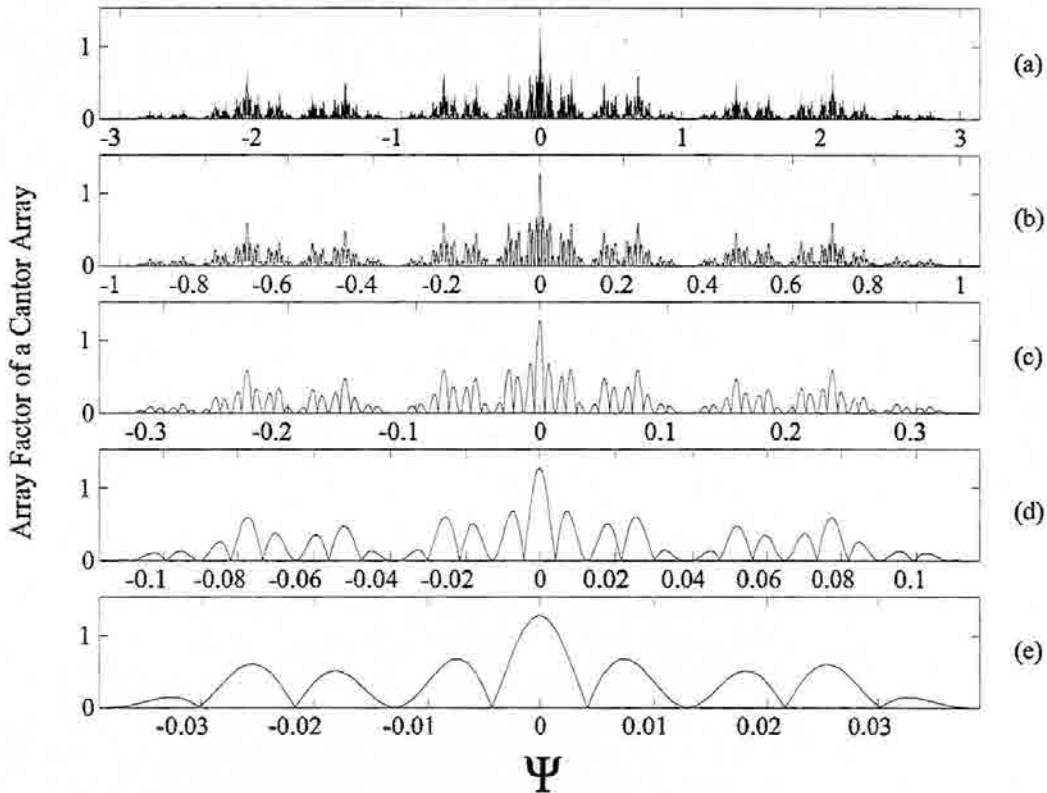 1
0
-3 -2 -1 0 1 2 3
(a)
1
0
-1 -0.8 -0.6 -0.4 -0.2 0 0.2 0.4 0.6 0.8 1
(b)
1
0
-0.3 -0.2 -0.1 0 0.1 0.2 0.3
(c)
1
0
-0.1 -0.08 -0.06 -0.04 -0.02 0 0.02 0.04 0.06 0.08 0.1
(d)
1
0
-0.03 -0.02 -0.01 0 0.01 0.02 0.03
(e)
Array Factor of a Cantor Array
Ψ